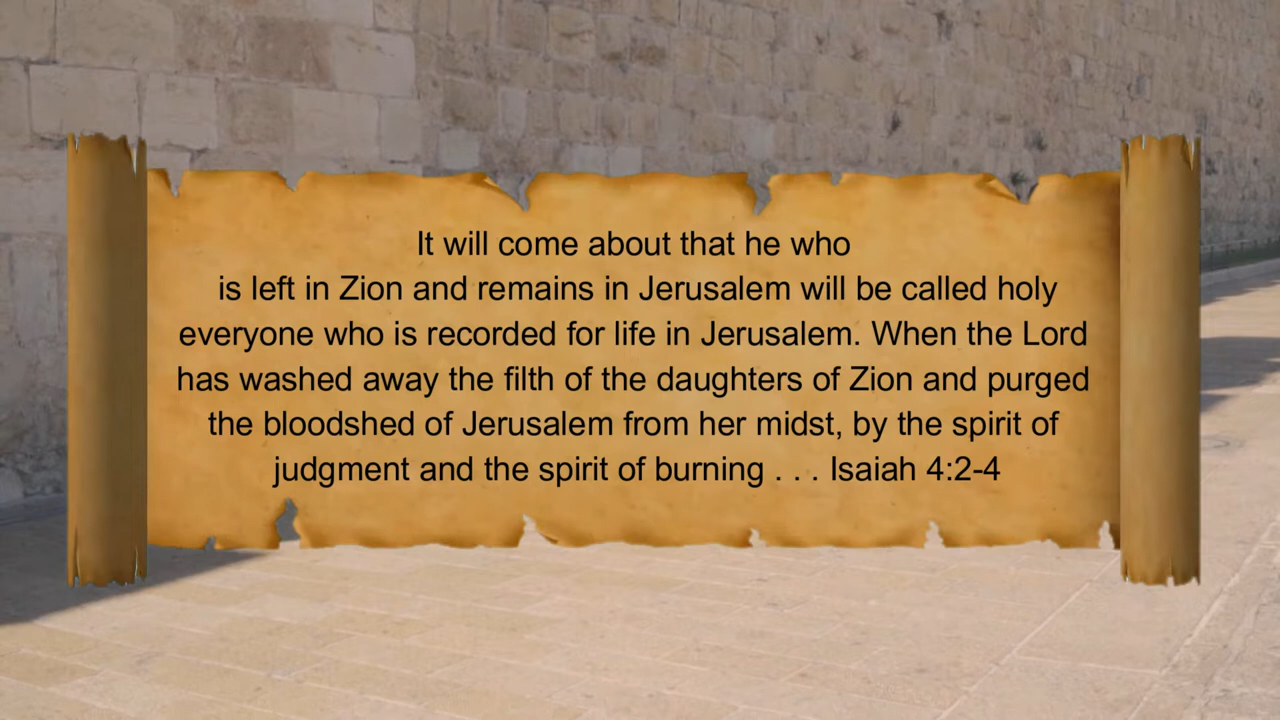 It will come about that he who
is left in Zion and remains in Jerusalem will be called holy
everyone who is recorded for life in Jerusalem. When the Lord
has washed away the filth of the daughters of Zion and purged
the bloodshed of Jerusalem from her midst, by the spirit of
judgment and the spirit of burning . . . Isaiah 4:2-4